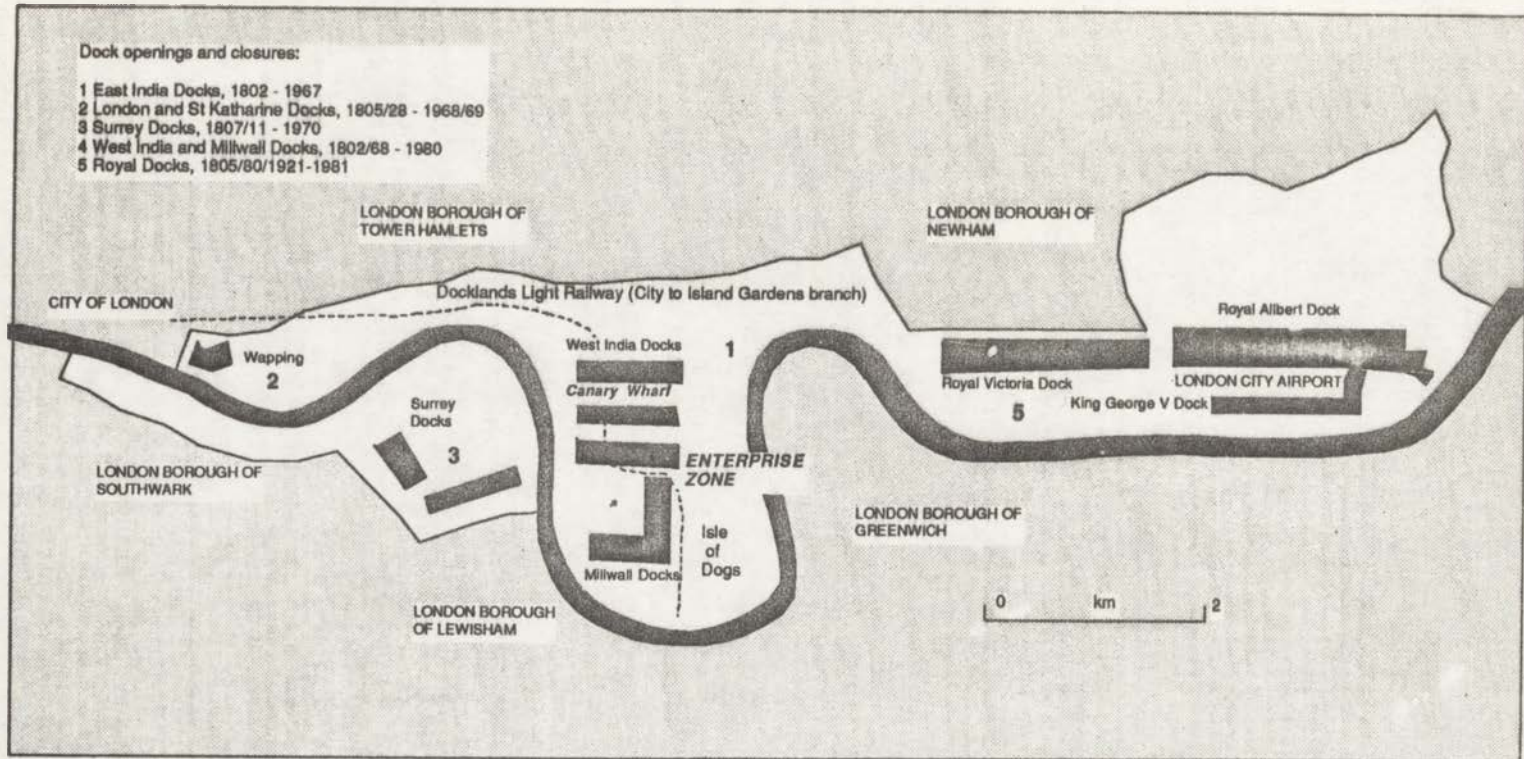 Dock openings and closures:
1 East India Docks, 1802 - 1967
2 London and St Katharine Docks, 1805/28 - 1968/69
3 Surrey Docks, 1807/11 - 1970
4 West India and Millwall Docks, 1802/68 - 1980
5 Royal Docks, 1805/80/1921-1981
LONDON BOROUGH OF
TOWER HAMLETS
LONDON BOROUGH OF
NEWHAM
CITY OF LONDON
Docklands Light Railway (City to Island Gardens branch)
Royal Allbert Dock
Wapping
2
West India Docks
1
Canary Wharf
Royal Victoria Dock
LONDON CITY AIRPORT
5
King George V Dock
Surrey
Docks
3
ENTERPRISE
ZONE
LONDON BOROUGH OF
SOUTHWARK
LONDON BOROUGH OF
GREENWICH
Isle
of
Dogs
Millwall Docks
LONDON BOROUGH
OF LEWISHAM
0 km 2